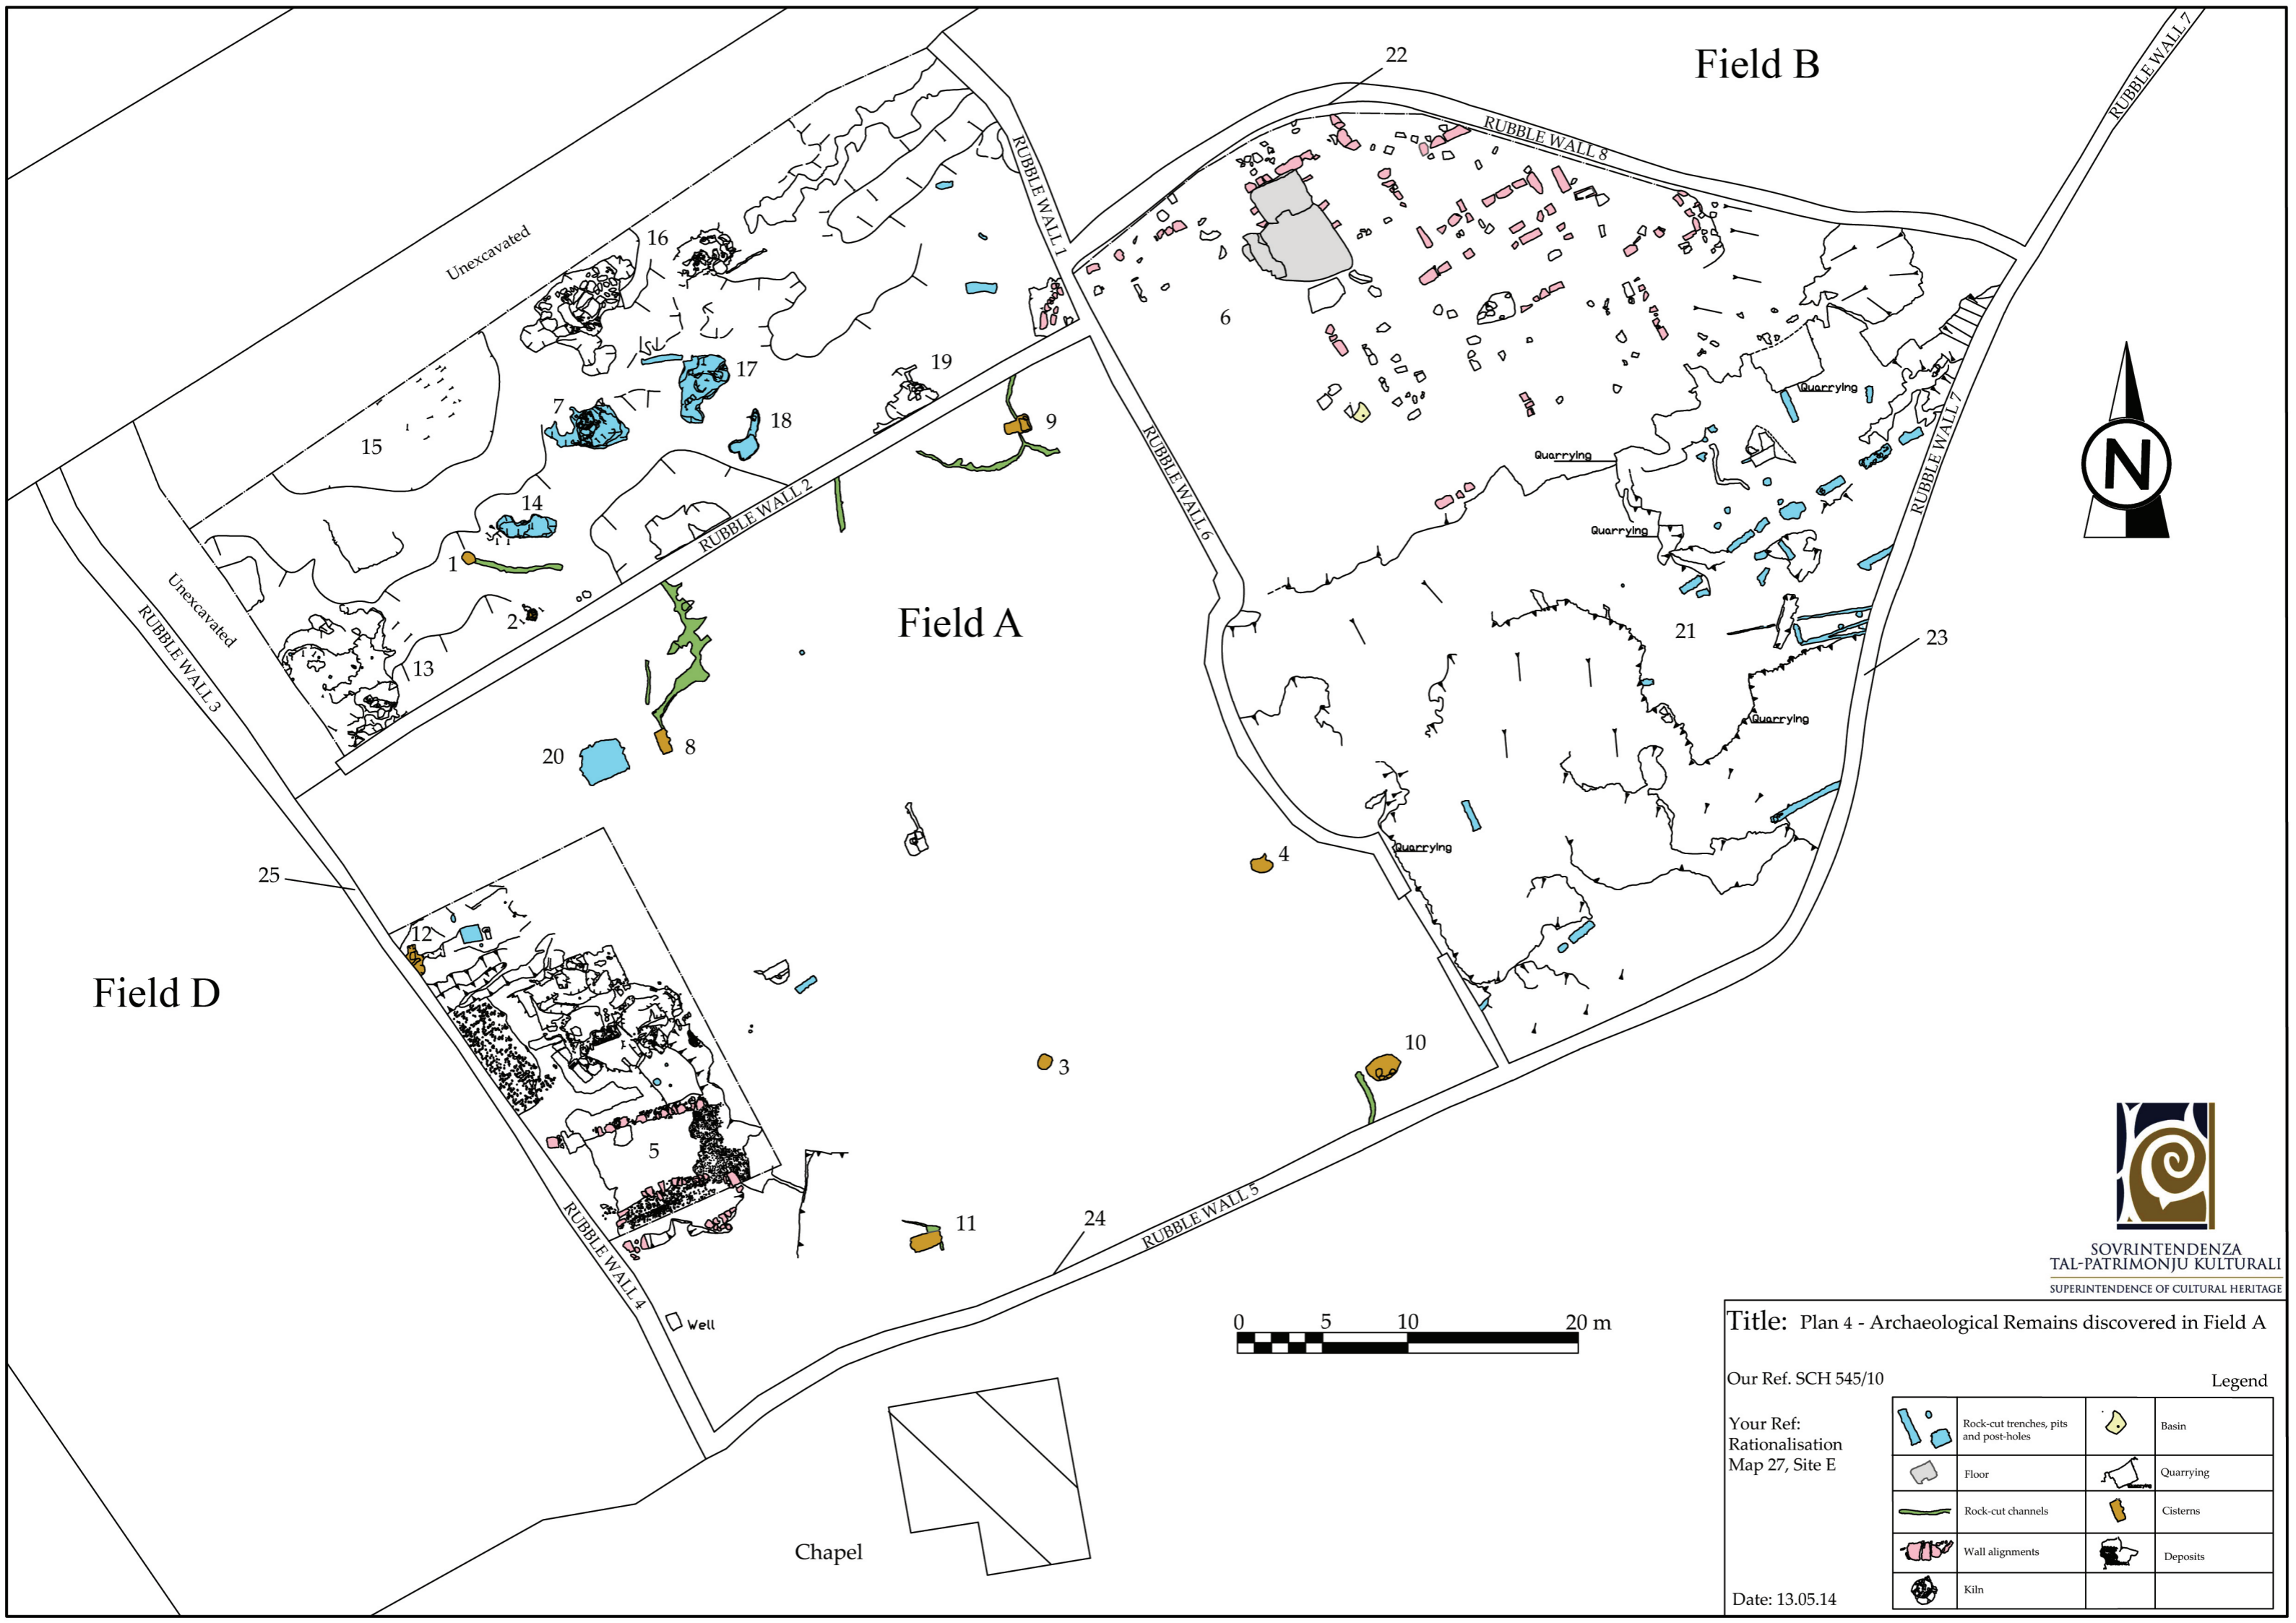 22
Field B
RUBBLE WALL 7
RUBBLE WALL 8
RUBBLE WALL 1
16
Unexcavated
6
17
19
Quarrying
7
18
9
15
RUBBLE WALL 7
Quarrying
RUBBLE WALL 6
N
14
RUBBLE WALL 2
Quarrying
1
Unexcavated
2
Field A
21
23
RUBBLE WALL 3
13
Quarrying
20
8
4
Quarrying
25
12
Field D
10
3
5
11
24
RUBBLE WALL 5
RUBBLE WALL 4
Well
SOVRINTENDENZA
TAL-PATRIMONJU KULTURALI
SUPERINTENDENCE OF CULTURAL HERITAGE
0 5 10 20 m
Title: Plan 4 - Archaeological Remains discovered in Field A
Our Ref. SCH 545/10
Legend
Your Ref:
Rationalisation
Map 27, Site E
Rock-cut trenches, pits
and post-holes
Basin
Floor
Quarrying
Quarrying
Rock-cut channels
Cisterns
Wall alignments
Deposits
Kiln
Chapel
Date: 13.05.14